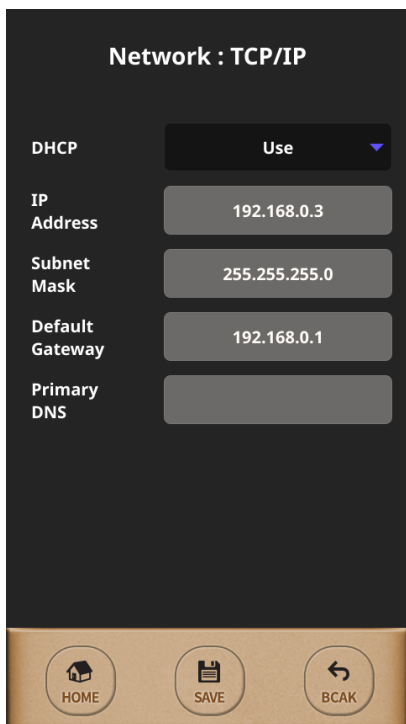 Network : TCP/IP
DHCP Use
IP
Address
192.168.0.3
Subnet
Mask
255.255.255.0
Default
Gateway
192.168.0.1
Primary
DNS
HOME SAVE BCAK